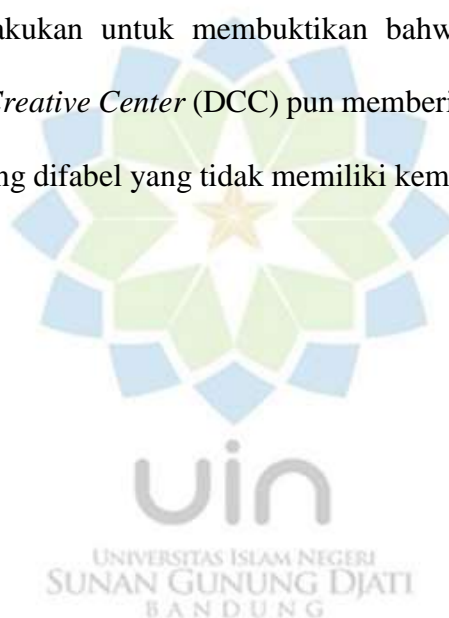 akukan untuk membuktikan bahw
Creative Center (DCC) pun memberi
ng difabel yang tidak memiliki kem
uin
UNIVERSITAS ISLAM NEGERI
SUNAN GUNUNG DJATI
BANDUNG